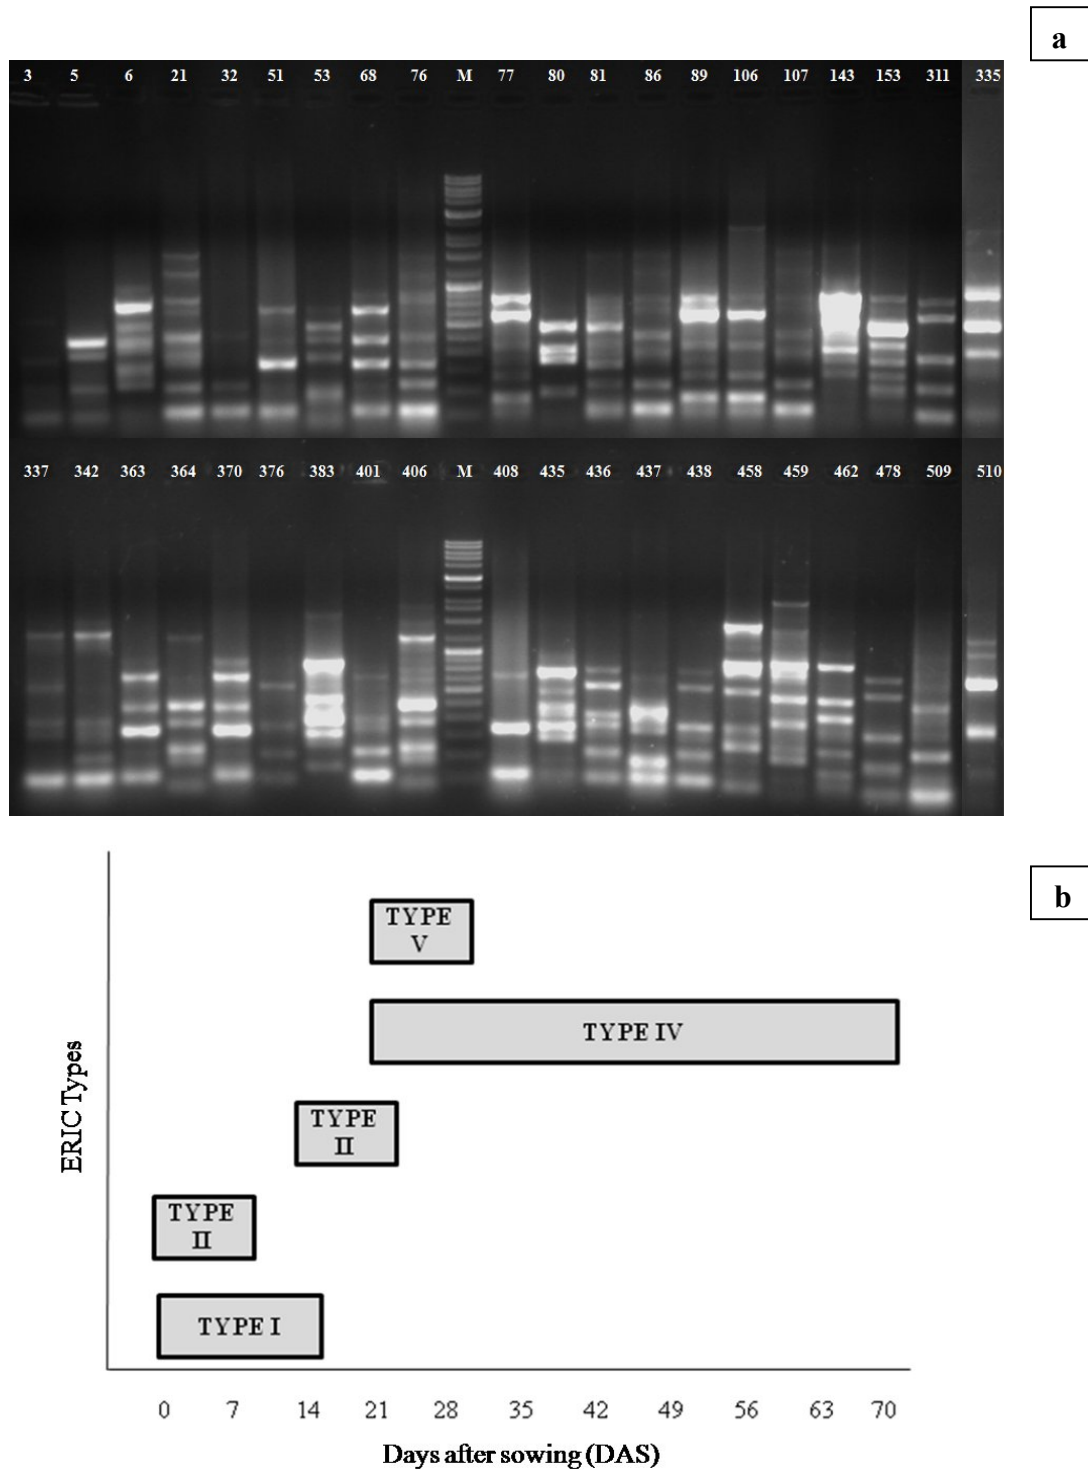 a
3 5 6 21 32 51 53 68 76 M 77 80 81 86 89 106 107 143 153 311 335
337 342 363 364 370 376 383 401 406 M 408 435 436 437 438 458 459 462 478 509 510
b
TYPE
V
TYPE IV
TYPE
II
TYPE
II
TYPE I
ERIC Types
0 7 14 21 28 35 42 49 56 63 70
Days after sowing (DAS)